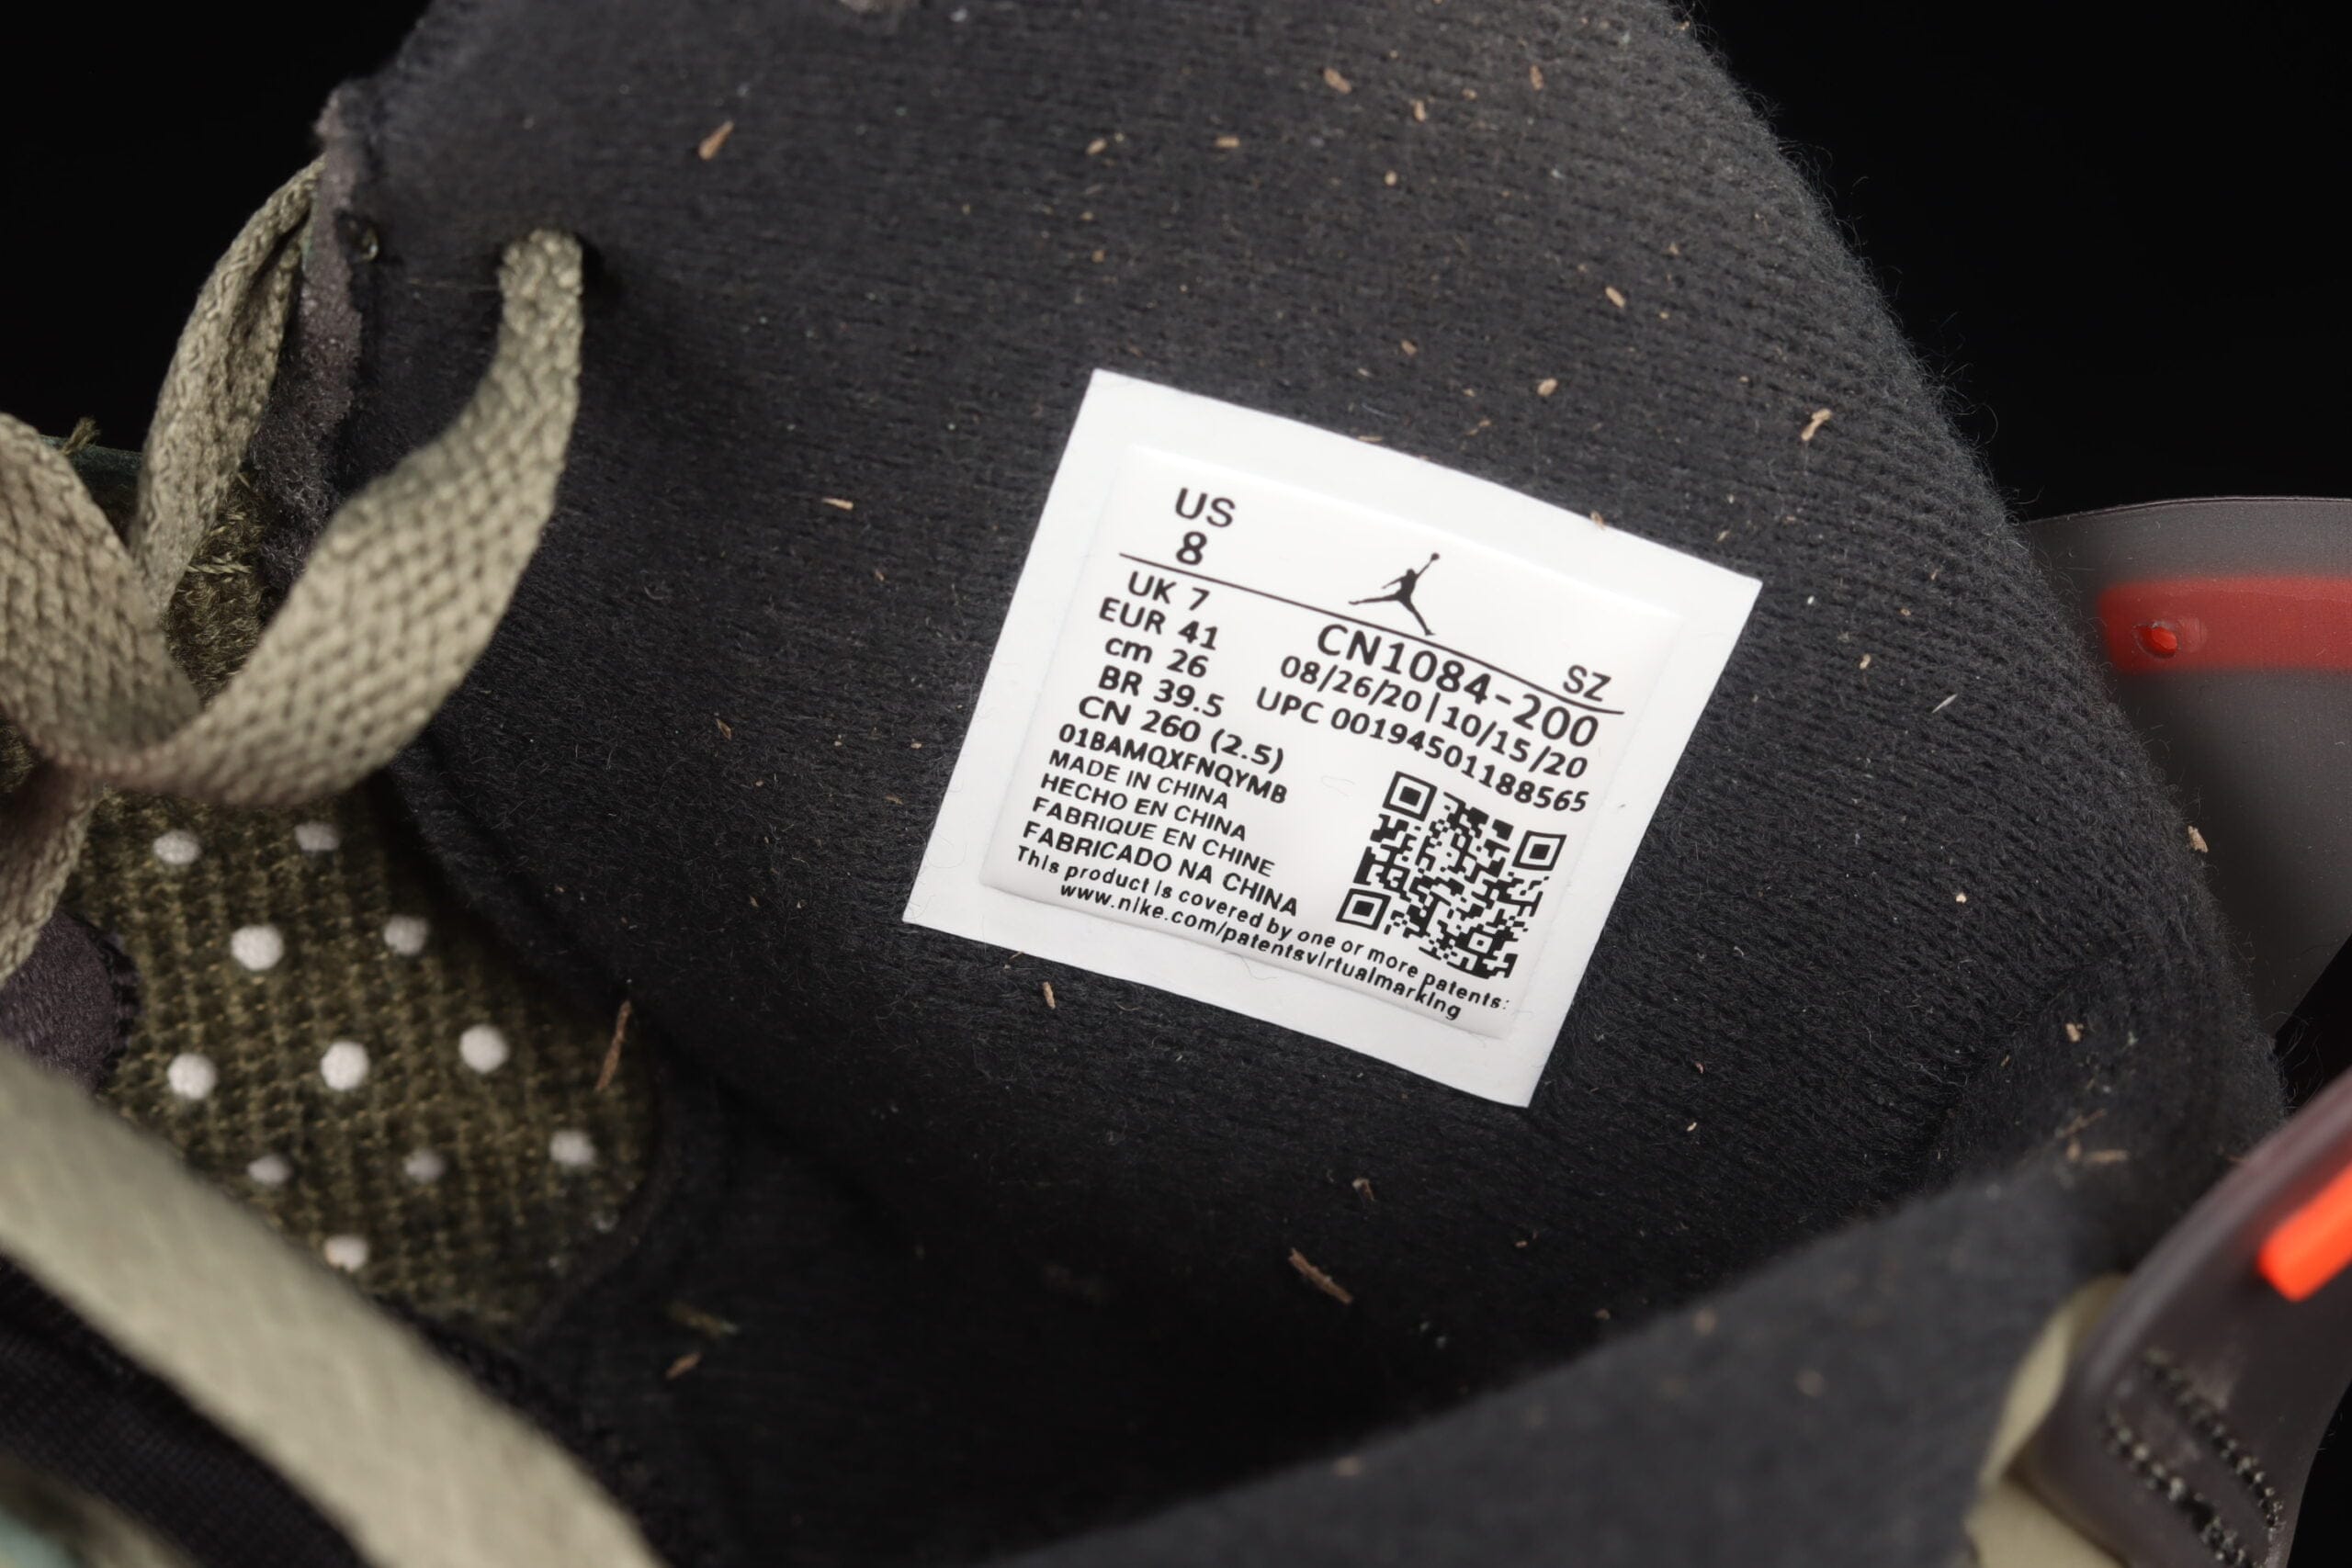 US
8
SZ
UK 7
EUR 41
cm 26
BR 39.5
CN 260 (2.5)
CN1084-200
08/26/20 | 10/15/20
UPC 00194501188565
01BAMQXFNQYMB
MADE IN CHINA
HECHO EN CHINA
FABRIQUE EN CHINE
FABRICADO NA CHINA
This product is covered by one or more patents:
www.nike.com/patentsvirtualmarking